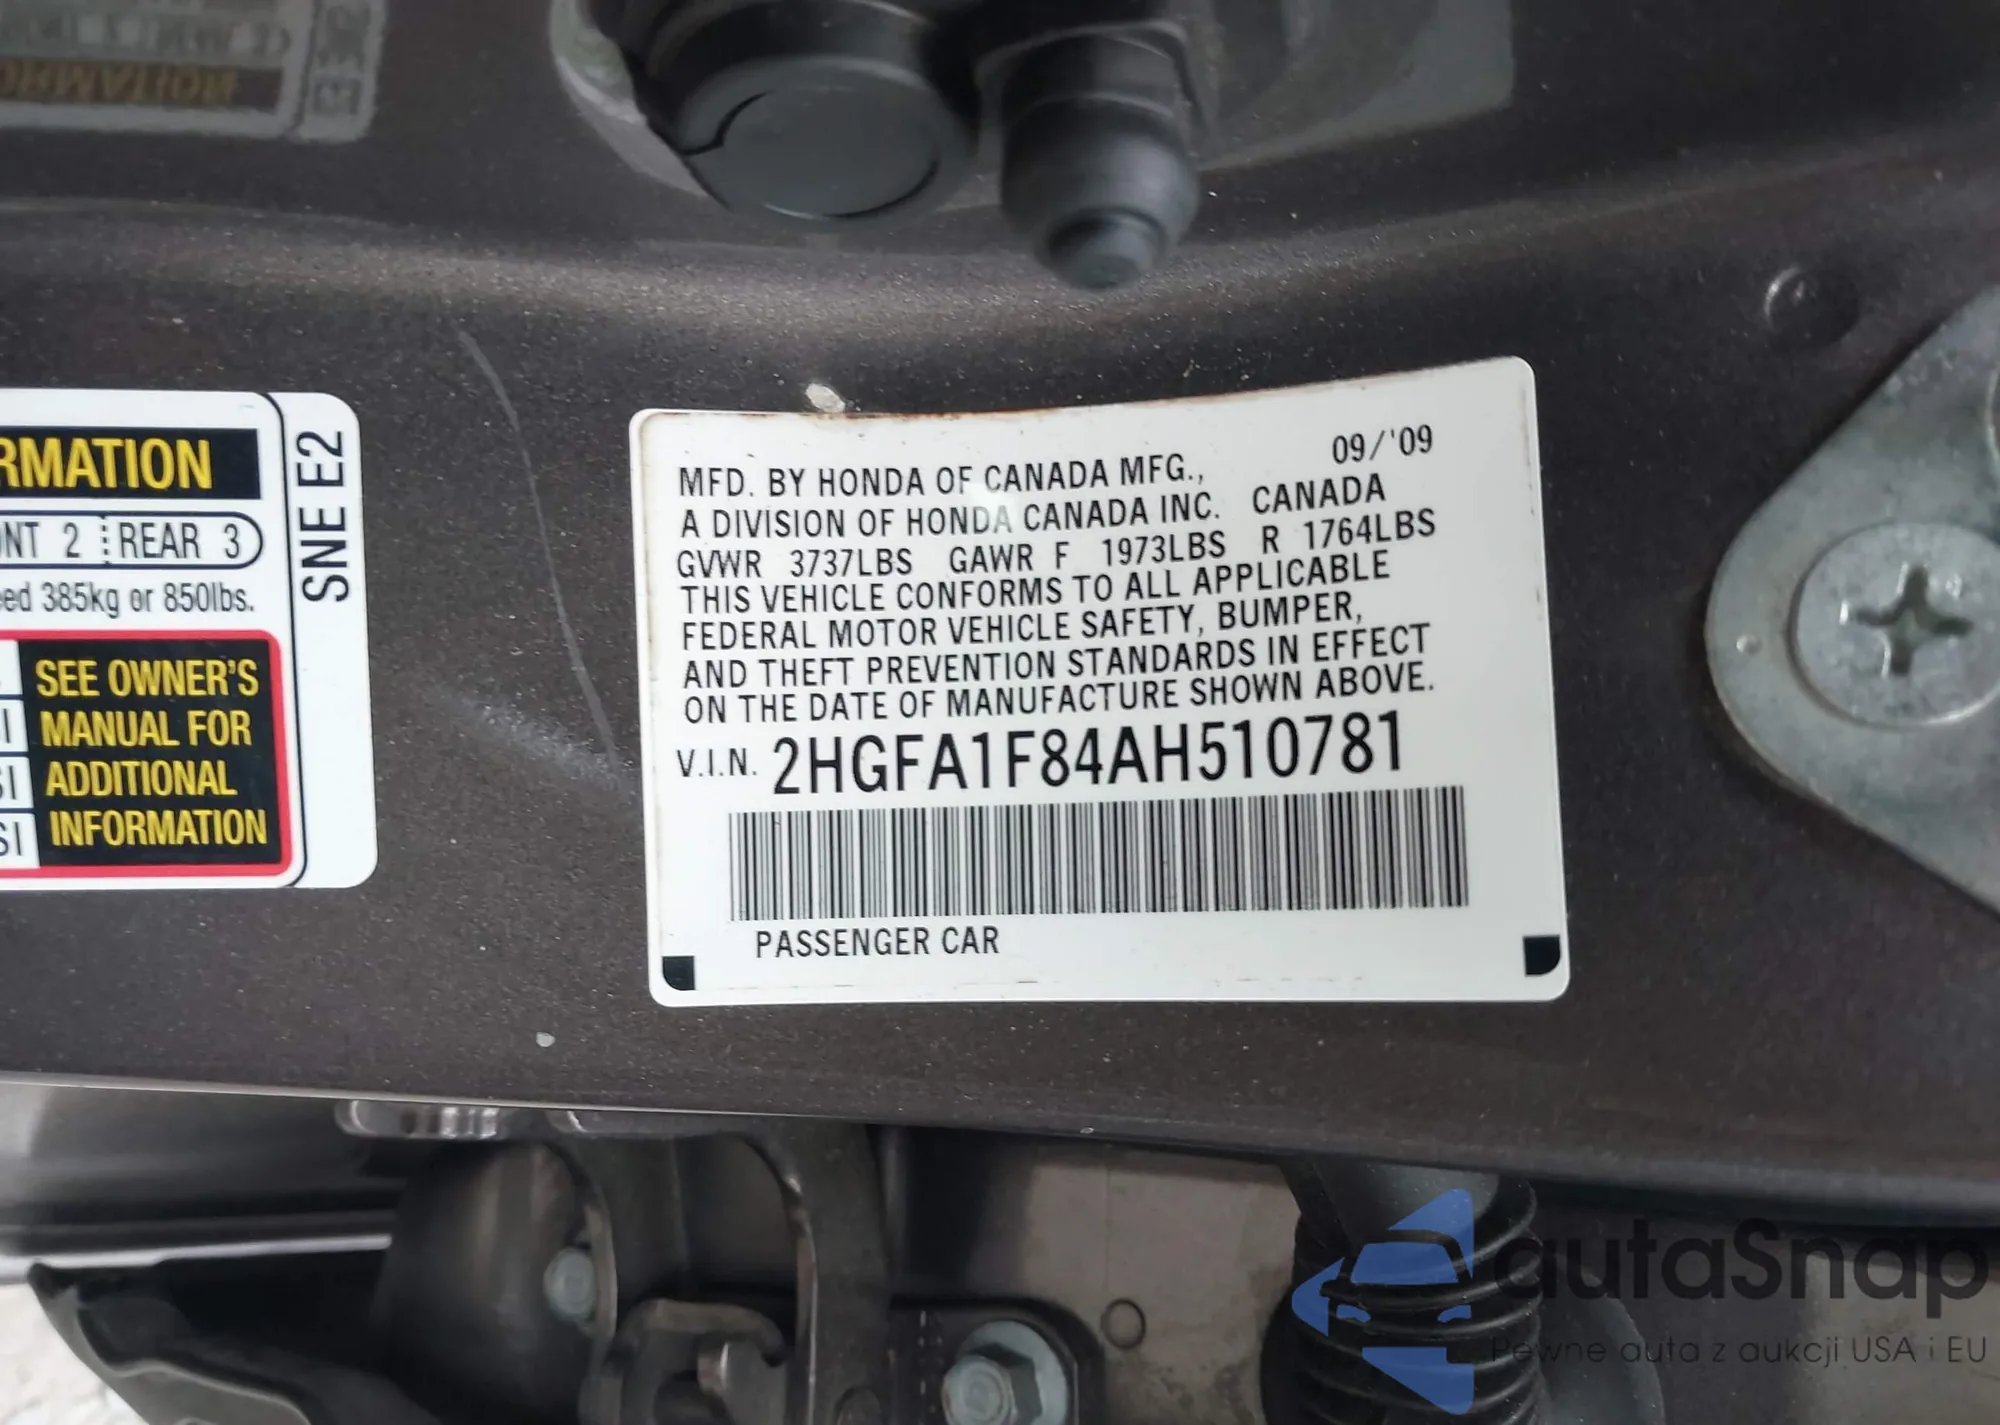 RMATION
NT 2 REAR 3
ed 385kg or 850lbs.
SEE OWNER'S
MANUAL FOR
ADDITIONAL
INFORMATION
SI
SNE E2
09/'09
MFD. BY HONDA OF CANADA MFG.,
A DIVISION OF HONDA CANADA INC. CANADA
GVWR 3737LBS GAWR F 1973LBS R 1764LBS
THIS VEHICLE CONFORMS TO ALL APPLICABLE
FEDERAL MOTOR VEHICLE SAFETY, BUMPER,
AND THEFT PREVENTION STANDARDS IN EFFECT
ON THE DATE OF MANUFACTURE SHOWN ABOVE.
V.I.N. 2HGFA1F84AH510781
PASSENGER CAR
autaSnap
Pewne auta z aukcji USA i EU